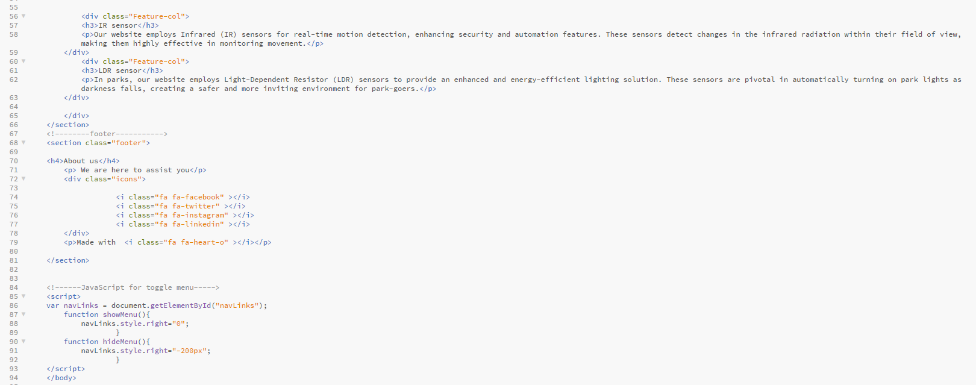 55
56 <div class="Feature-col">
57 <h3>IR sensor</h3>
58 <p>Our website employs Infrared (IR) sensors for real-time motion detection, enhancing security and automation features. These sensors detect changes in the infrared radiation within their field of view,
making them highly effective in monitoring movement.</p>
59 </div>
60 <div class="Feature-col">
61 <h3>LDR sensor</h3>
62 <p>In parks, our website employs Light-Dependent Resistor (LDR) sensors to provide an enhanced and energy-efficient lighting solution. These sensors are pivotal in automatically turning on park lights as
darkness falls, creating a safer and more inviting environment for park-goers.</p>
63 </div>
64
65 </div>
66 </section>
67 <!--------footer----------->
68 <section class="footer">
69
70 <h4>About us</h4>
71 <p> We are here to assist you</p>
72 <div class="icons">
73
74 <i class="fa fa-facebook" ></i>
75 <i class="fa fa-twitter" ></i>
76 <i class="fa fa-instagram" ></i>
77 <i class="fa fa-linkedin" ></i>
78 </div>
79 <p>Made with  <i class="fa fa-heart-o" ></i></p>
80
81 </section>
82
83
84 <!------JavaScript for toggle menu----->
85 <script>
86 var navLinks = document.getElementById("navLinks");
87 function showMenu(){
88 navLinks.style.right="0";
89 }
90 function hideMenu(){
91 navLinks.style.right="-200px";
92 }
93 </script>
94 </body>